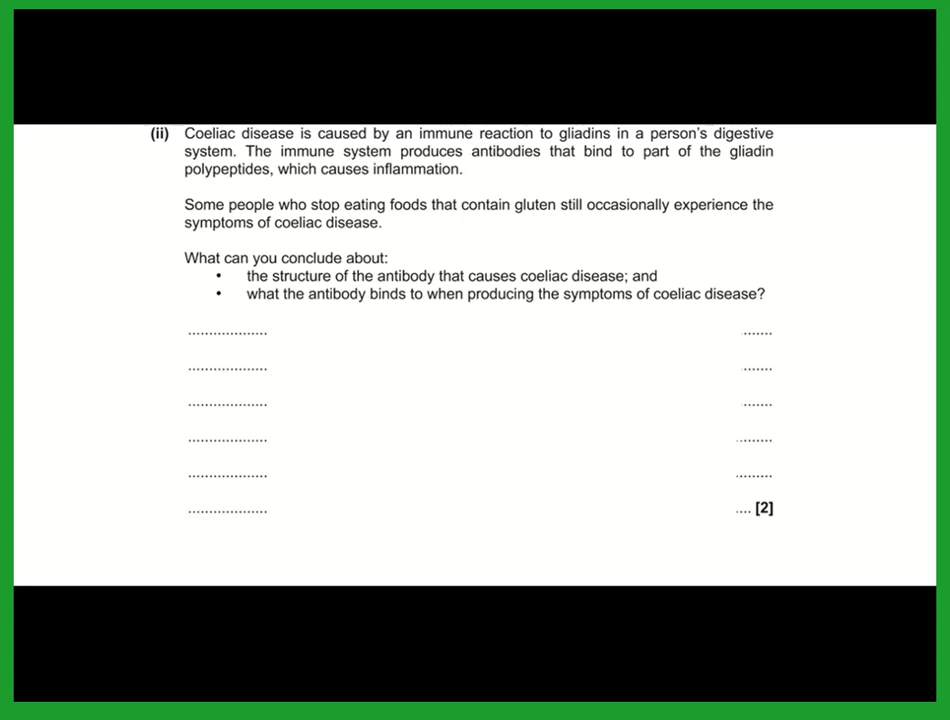 (ii) Coeliac disease is caused by an immune reaction to gliadins in a person's digestive
system. The immune system produces antibodies that bind to part of the gliadin
polypeptides, which causes inflammation.
Some people who stop eating foods that contain gluten still occasionally experience the
symptoms of coeliac disease.
What can you conclude about:
• the structure of the antibody that causes coeliac disease; and
• what the antibody binds to when producing the symptoms of coeliac disease?
................... .......
................... .......
................... .......
................... .........
................... .........
................... .... [2]